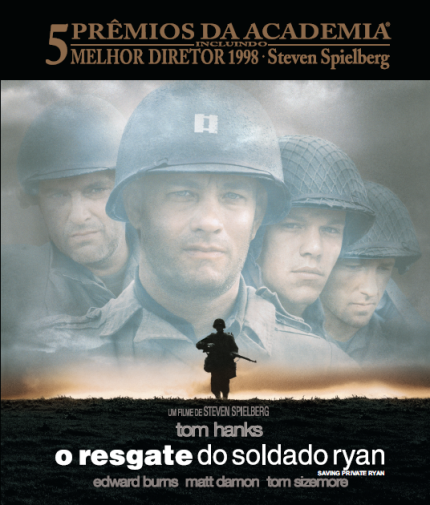 5 PRÊMIOS DA ACADEMIA®
INCLUINDO
MELHOR DIRETOR 1998 · Steven Spielberg
UM FILME DE STEVEN SPIELBERG
tom hanks
o resgate do soldado ryan
SAVING PRIVATE RYAN
edward burns matt damon tom sizemore